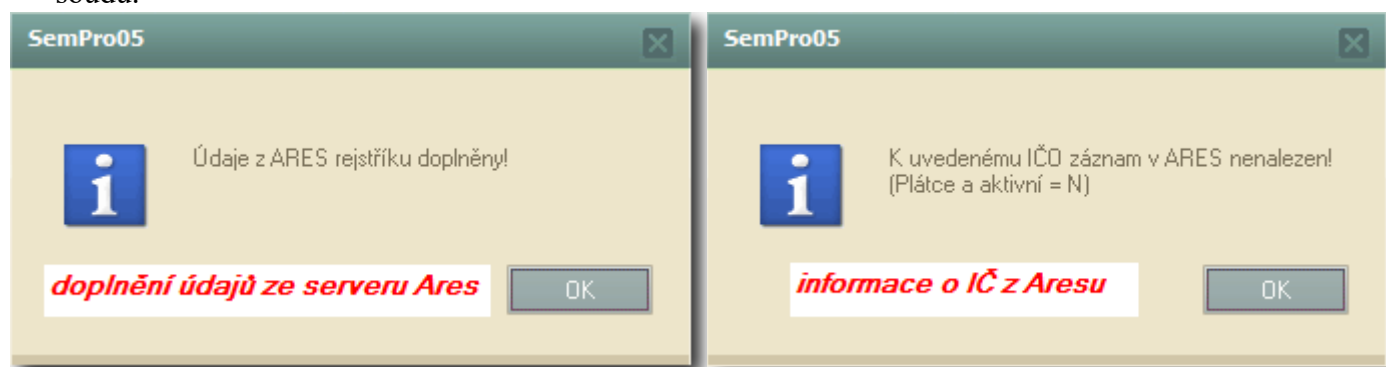 soudu.
SemPro05
Údaje z ARES rejstříku doplněny!
doplnění údajů ze serveru Ares
OK
SemPro05
K uvedenému IČO záznam v ARES nenalezen!
(Plátce a aktivní = N)
informace o IČ z Aresu
OK